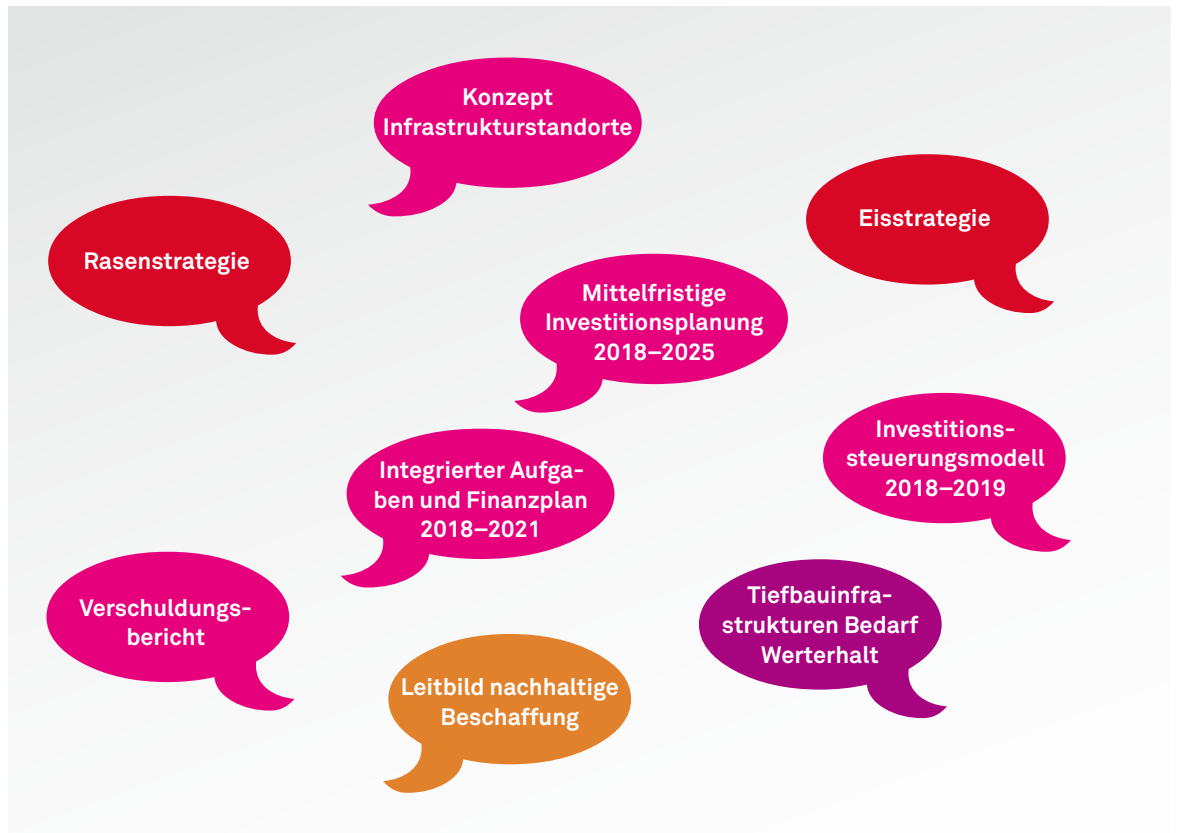 Konzept
Infrastrukturstandorte
Eisstrategie
Rasenstrategie
Mittelfristige
Investitionsplanung
2018–2025
Investitions-
steuerungsmodell
2018–2019
Integrierter Aufga-
ben und Finanzplan
2018–2021
Verschuldungs-
bericht
Tiefbauinfra-
strukturen Bedarf
Werterhalt
Leitbild nachhaltige
Beschaffung